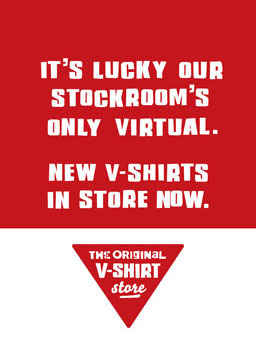 IT'S LUCKY OUR
STOCKROOM'S
ONLY VIRTUAL.
NEW V-SHIRTS
IN STORE NOW.
THE ORIGINAL
V-SHIRT
store